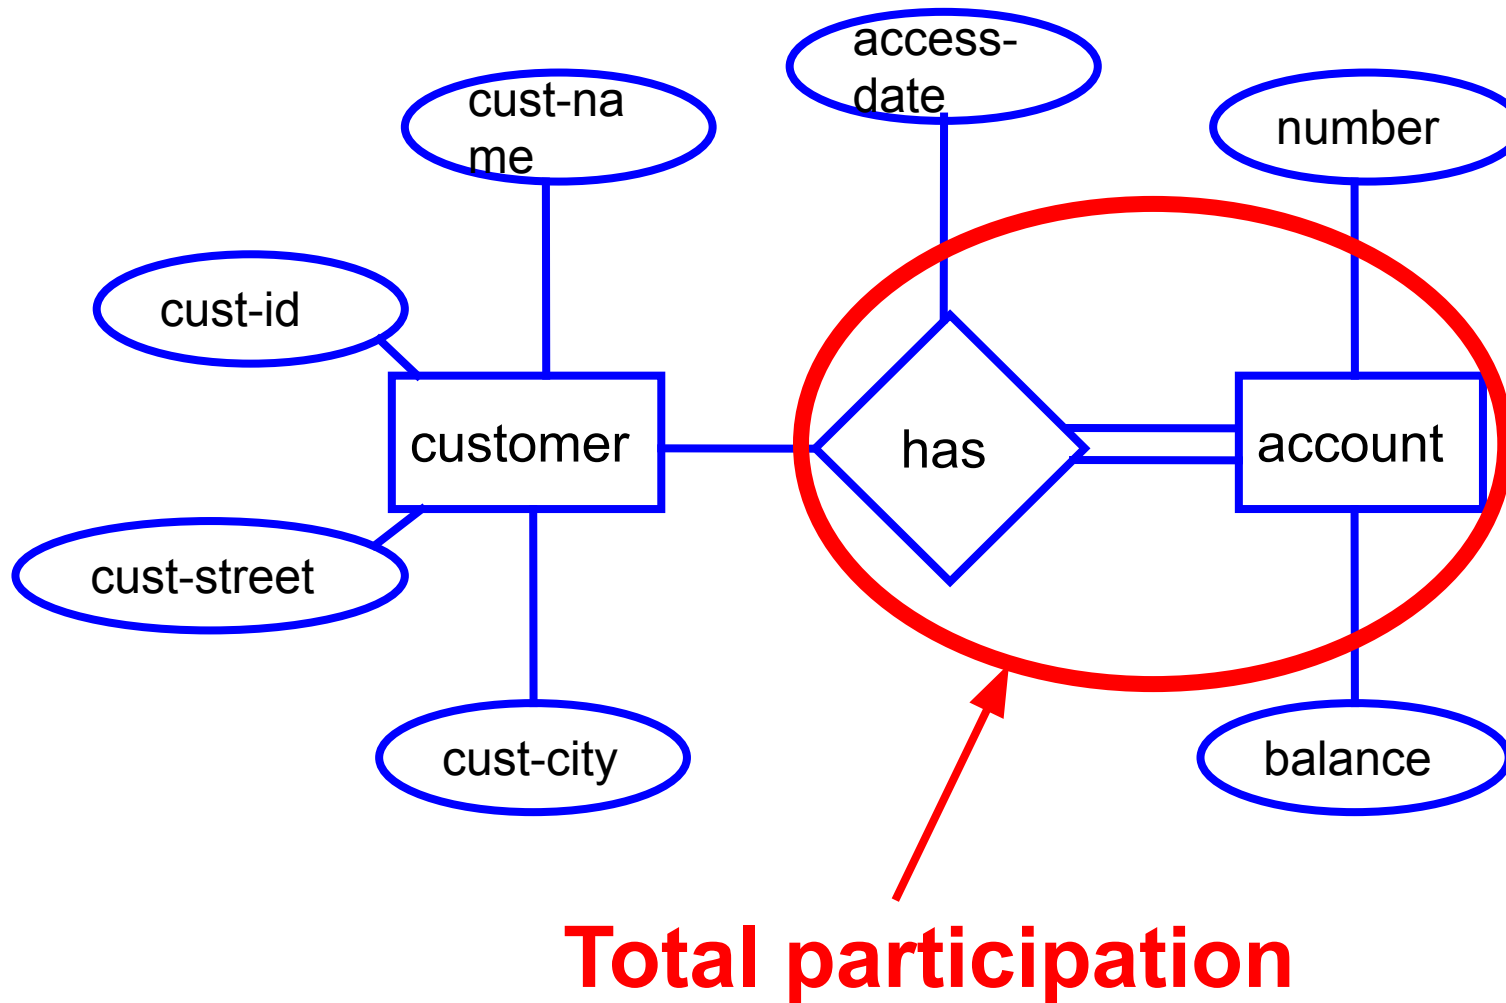 access-
date
cust-na
me
number
cust-id
customer
has
account
cust-street
cust-city
balance
Total participation